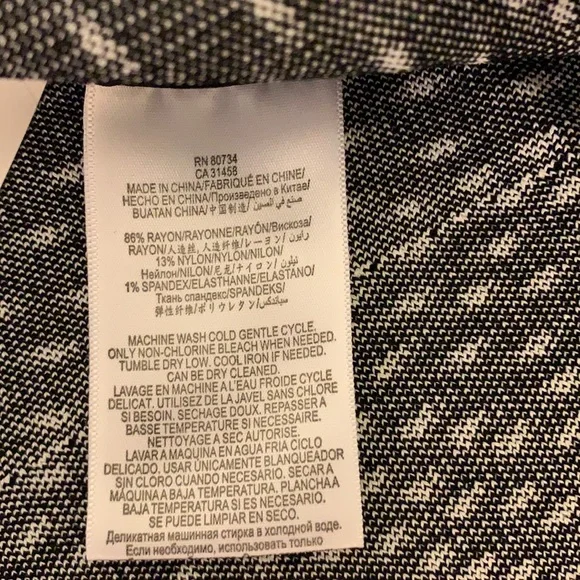 RN 80734
CA 31458
MADE IN CHINA/FABRIQUÉ EN CHINE/
HECHO EN CHINA/Произведено в Китае/
BUATAN CHINA/中国制造/ صنع في الصين/
86% RAYON/RAYONNE/RAYÓN/Вискоза/
RAYON/人造丝, 人造纤维/レーヨン/ رايون/
13% NYLON/NYLON/NILON/
Нейлон/NILON/尼龙/ナイロン/ نيلون/
1% SPANDEX/ELASTHANNE/ELASTANO/
Ткань спандекс/SPANDEKS/
弹性纤维/ポリウレタン/ سباندكس/
MACHINE WASH COLD GENTLE CYCLE.
ONLY NON-CHLORINE BLEACH WHEN NEEDED.
TUMBLE DRY LOW. COOL IRON IF NEEDED.
CAN BE DRY CLEANED.
LAVAGE EN MACHINE A L'EAU FROIDE CYCLE
DELICAT. UTILISEZ DE LA JAVEL SANS CHLORE
SI BESOIN. SECHAGE DOUX. REPASSER A
BASSE TEMPERATURE SI NECESSAIRE.
NETTOYAGE A SEC AUTORISE
LAVAR A MAQUINA EN AGUA FRIA CICLO
DELICADO. USAR ÚNICAMENTE BLANQUEADOR
SIN CLORO CUANDO NECESARIO. SECAR A
MÁQUINA A BAJA TEMPERATURA. PLANCHA A
BAJA TEMPERATURA SI ES NECESARIO.
SE PUEDE LIMPIAR EN SECO.
Деликатная машинная стирка в холодной воде.
Если необходимо, использовать только